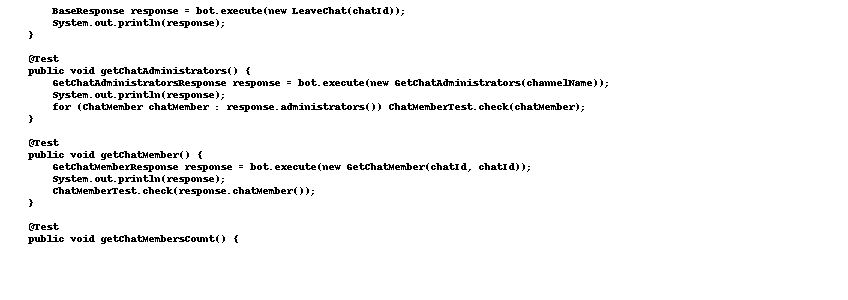 BaseResponse response = bot.execute(new LeaveChat(chatId));
System.out.println(response);
}
@Test
public void getChatAdministrators() {
GetChatAdministratorsResponse response = bot.execute(new GetChatAdministrators(channelName));
System.out.println(response);
for (ChatMember chatMember : response.administrators()) ChatMemberTest.check(chatMember);
}
@Test
public void getChatMember() {
GetChatMemberResponse response = bot.execute(new GetChatMember(chatId, chatId));
System.out.println(response);
ChatMemberTest.check(response.chatMember());
}
@Test
public void getChatMembersCount() {